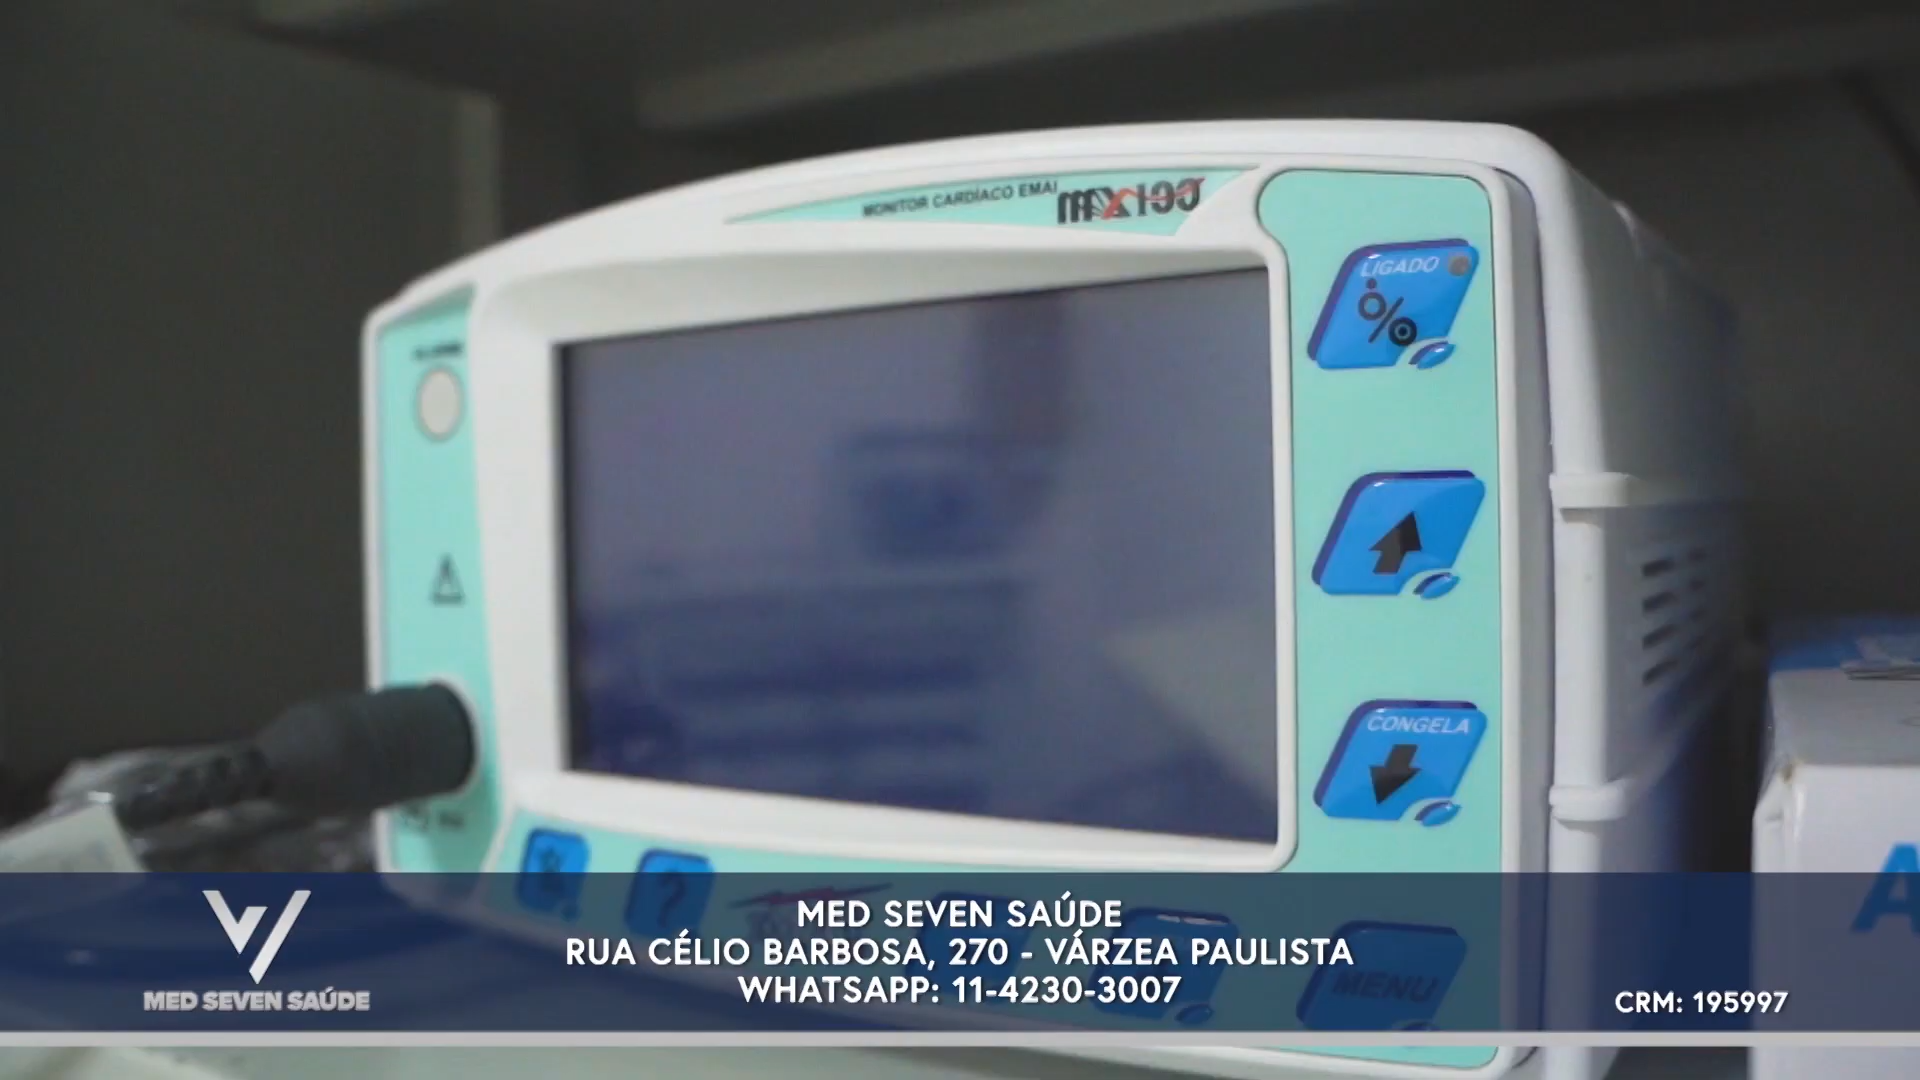 MONITOR CARDÍACO EMAI
LIGADO
CONGELA
?
MENU
MED SEVEN SAÚDE
MED SEVEN SAÚDE
RUA CÉLIO BARBOSA, 270 - VÁRZEA PAULISTA
WHATSAPP: 11-4230-3007
CRM: 195997
A